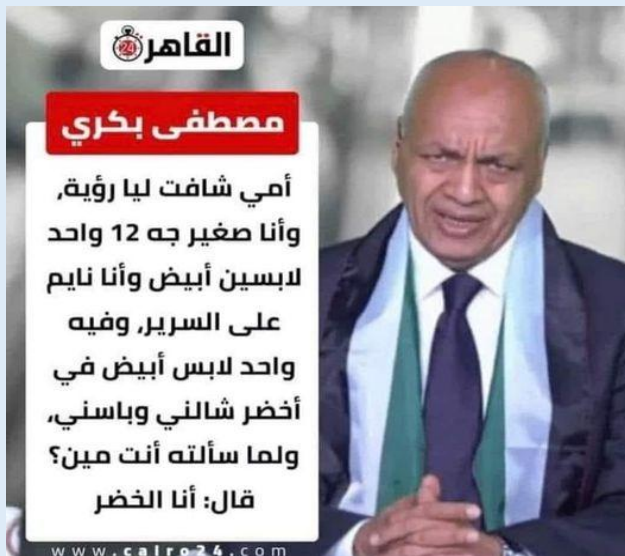 القاهرة 24
مصطفى بكري
أمي شافت ليا رؤية،
وأنا صغير جه 12 واحد
لابسين أبيض وأنا نايم
على السرير، وفيه
واحد لابس أبيض في
أخضر شالني وباسني،
ولما سألته أنت مين؟
قال: أنا الخضر
www.cairo24.com